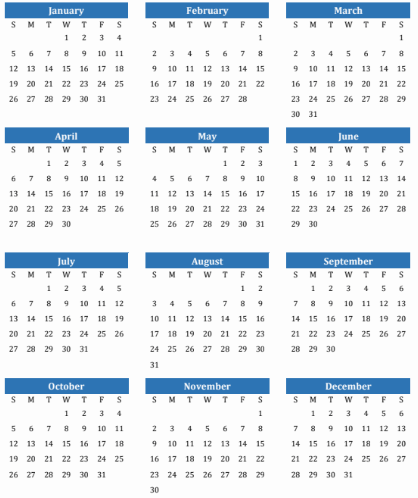 January
S M T W T F S
1 2 3 4
5 6 7 8 9 10 11
12 13 14 15 16 17 18
19 20 21 22 23 24 25
26 27 28 29 30 31
February
S M T W T F S
1
2 3 4 5 6 7 8
9 10 11 12 13 14 15
16 17 18 19 20 21 22
23 24 25 26 27 28
March
S M T W T F S
1
2 3 4 5 6 7 8
9 10 11 12 13 14 15
16 17 18 19 20 21 22
23 24 25 26 27 28 29
30 31
April
S M T W T F S
1 2 3 4 5
6 7 8 9 10 11 12
13 14 15 16 17 18 19
20 21 22 23 24 25 26
27 28 29 30
May
S M T W T F S
1 2 3
4 5 6 7 8 9 10
11 12 13 14 15 16 17
18 19 20 21 22 23 24
25 26 27 28 29 30 31
June
S M T W T F S
1 2 3 4 5 6 7
8 9 10 11 12 13 14
15 16 17 18 19 20 21
22 23 24 25 26 27 28
29 30
July
S M T W T F S
1 2 3 4 5
6 7 8 9 10 11 12
13 14 15 16 17 18 19
20 21 22 23 24 25 26
27 28 29 30 31
August
S M T W T F S
1 2
3 4 5 6 7 8 9
10 11 12 13 14 15 16
17 18 19 20 21 22 23
24 25 26 27 28 29 30
31
September
S M T W T F S
1 2 3 4 5 6
7 8 9 10 11 12 13
14 15 16 17 18 19 20
21 22 23 24 25 26 27
28 29 30
October
S M T W T F S
1 2 3 4
5 6 7 8 9 10 11
12 13 14 15 16 17 18
19 20 21 22 23 24 25
26 27 28 29 30 31
November
S M T W T F S
1
2 3 4 5 6 7 8
9 10 11 12 13 14 15
16 17 18 19 20 21 22
23 24 25 26 27 28 29
30
December
S M T W T F S
1 2 3 4 5 6
7 8 9 10 11 12 13
14 15 16 17 18 19 20
21 22 23 24 25 26 27
28 29 30 31